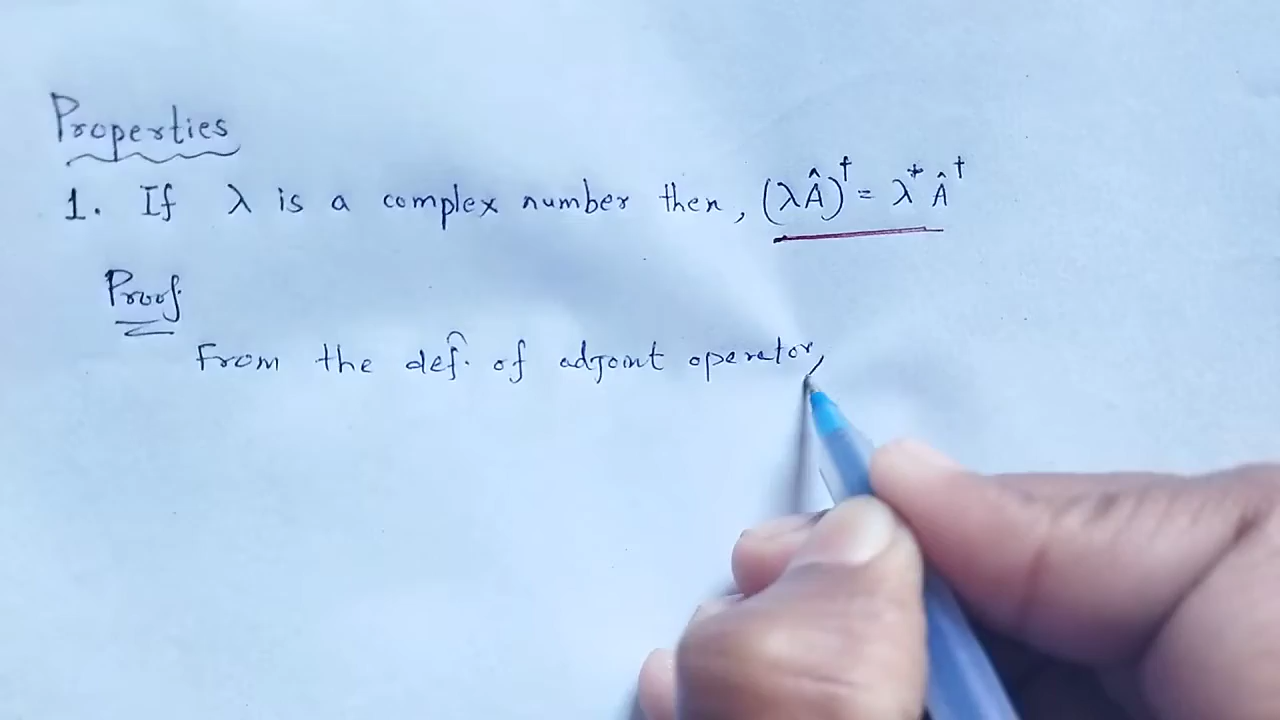 Properties
1. If λ is a complex number then, (λÂ)† = λ* Â†
Proof
From the def. of adjoint operator,